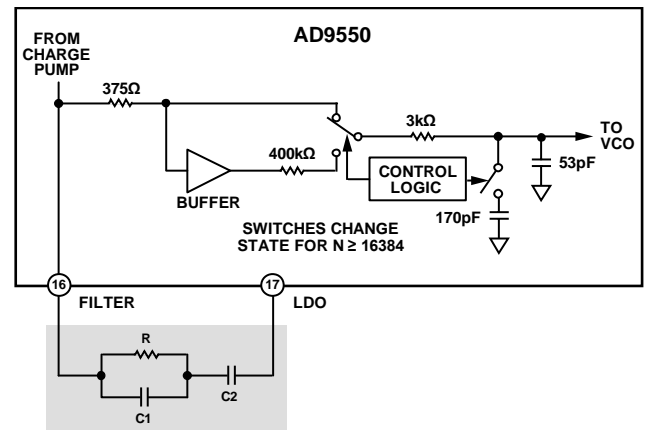 AD9550
FROM
CHARGE
PUMP
375Ω
3kΩ
TO
VCO
400kΩ
BUFFER
CONTROL
LOGIC
53pF
170pF
SWITCHES CHANGE
STATE FOR N ≥ 16384
16
FILTER
17
LDO
R
C1
C2